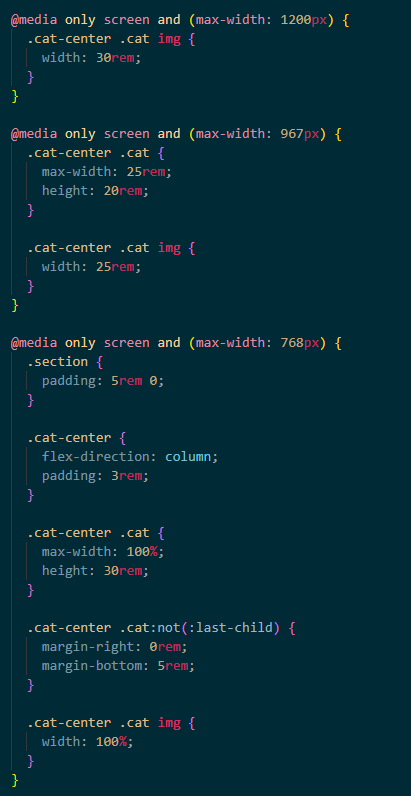 @media only screen and (max-width: 1200px) {
  .cat-center .cat img {
    width: 30rem;
  }
}

@media only screen and (max-width: 967px) {
  .cat-center .cat {
    max-width: 25rem;
    height: 20rem;
  }

  .cat-center .cat img {
    width: 25rem;
  }
}

@media only screen and (max-width: 768px) {
  .section {
    padding: 5rem 0;
  }

  .cat-center {
    flex-direction: column;
    padding: 3rem;
  }

  .cat-center .cat {
    max-width: 100%;
    height: 30rem;
  }

  .cat-center .cat:not(:last-child) {
    margin-right: 0rem;
    margin-bottom: 5rem;
  }

  .cat-center .cat img {
    width: 100%;
  }
}